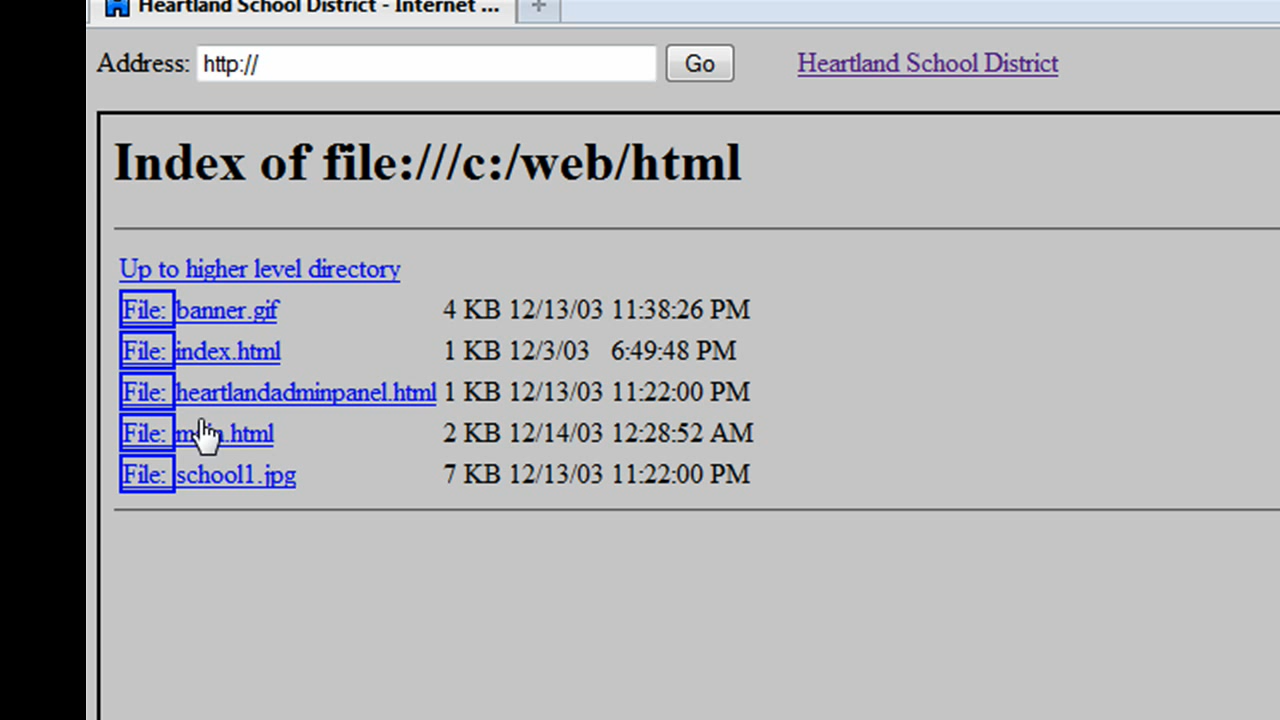 Heartland School District - Internet ...
Address: http:// Go Heartland School District
Index of file:///c:/web/html
Up to higher level directory
File: banner.gif 4 KB 12/13/03 11:38:26 PM
File: index.html 1 KB 12/3/03 6:49:48 PM
File: heartlandadminpanel.html 1 KB 12/13/03 11:22:00 PM
File: main.html 2 KB 12/14/03 12:28:52 AM
File: school1.jpg 7 KB 12/13/03 11:22:00 PM